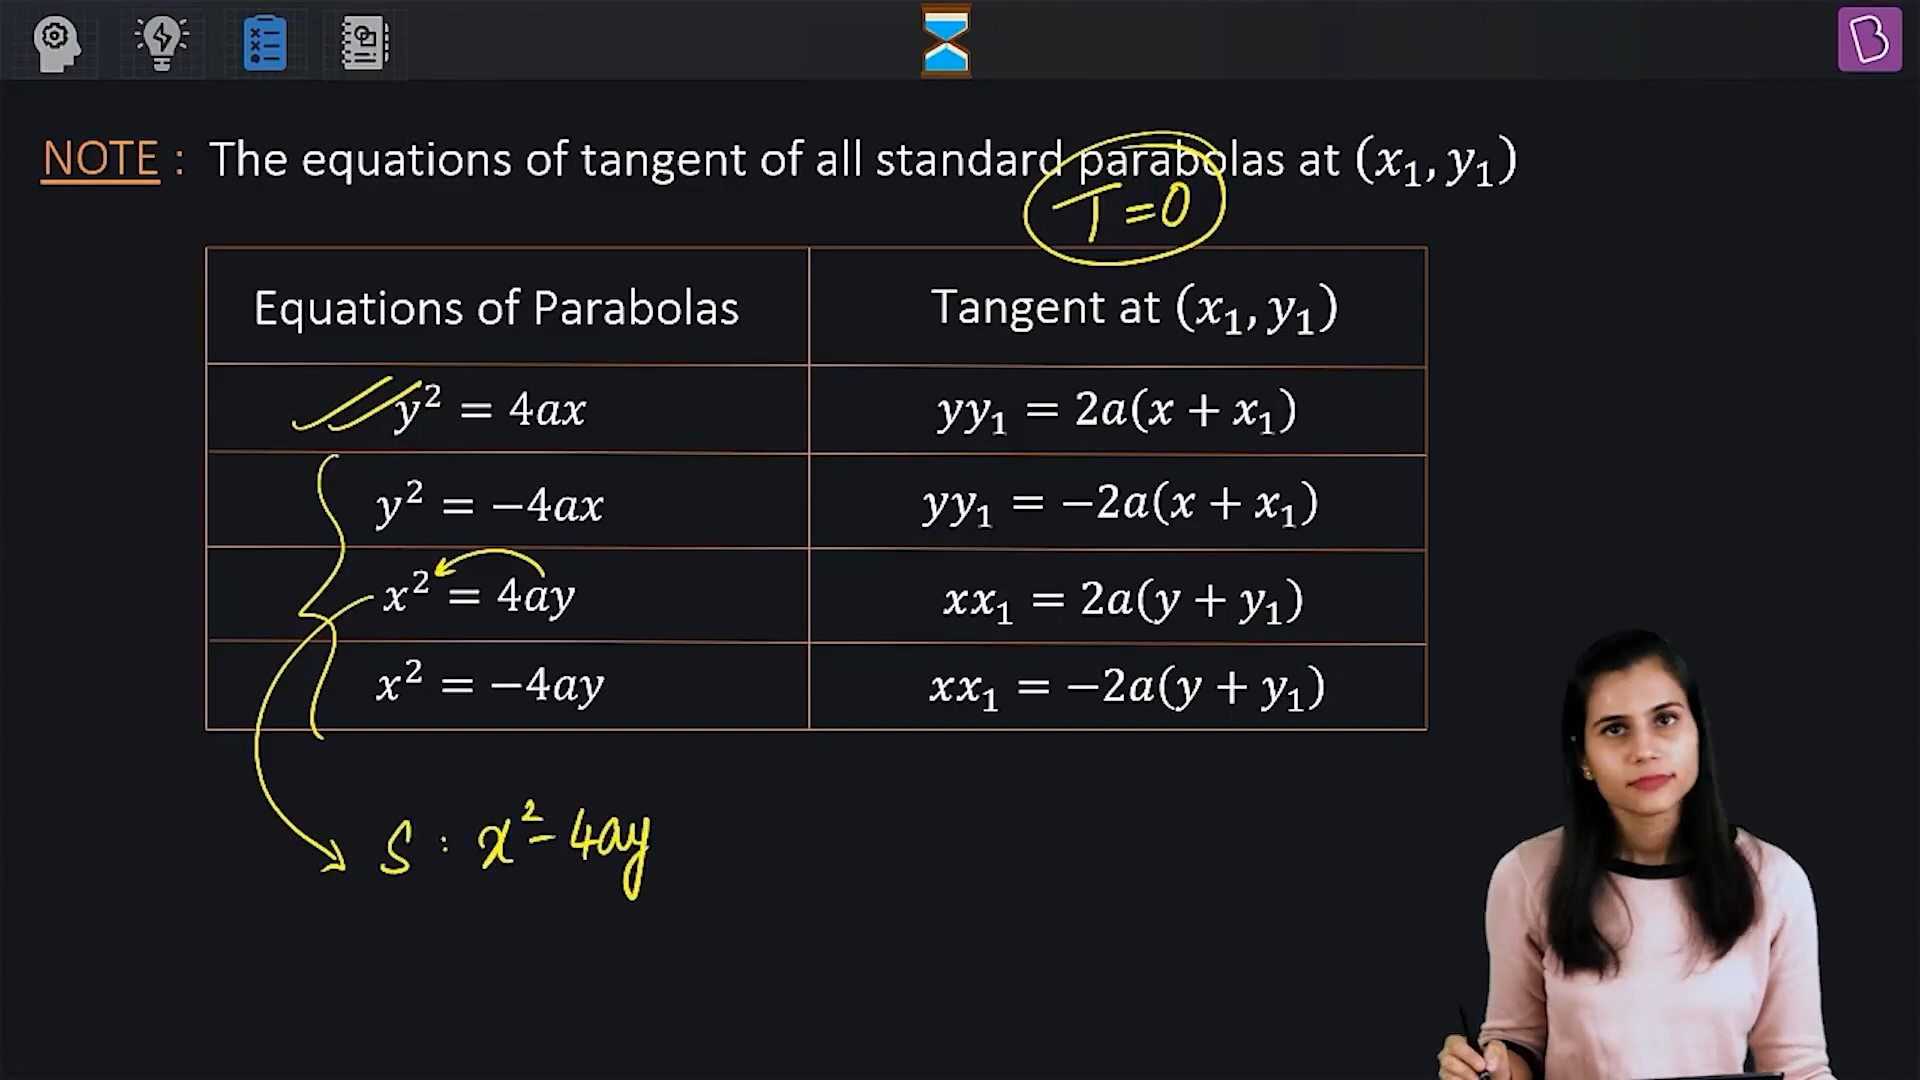 NOTE : The equations of tangent of all standard parabolas at (x₁, y₁)
T = 0
Equations of Parabolas Tangent at (x₁, y₁)
y² = 4ax yy₁ = 2a(x + x₁)
y² = −4ax yy₁ = −2a(x + x₁)
x² = 4ay xx₁ = 2a(y + y₁)
x² = −4ay xx₁ = −2a(y + y₁)
S : x² − 4ay